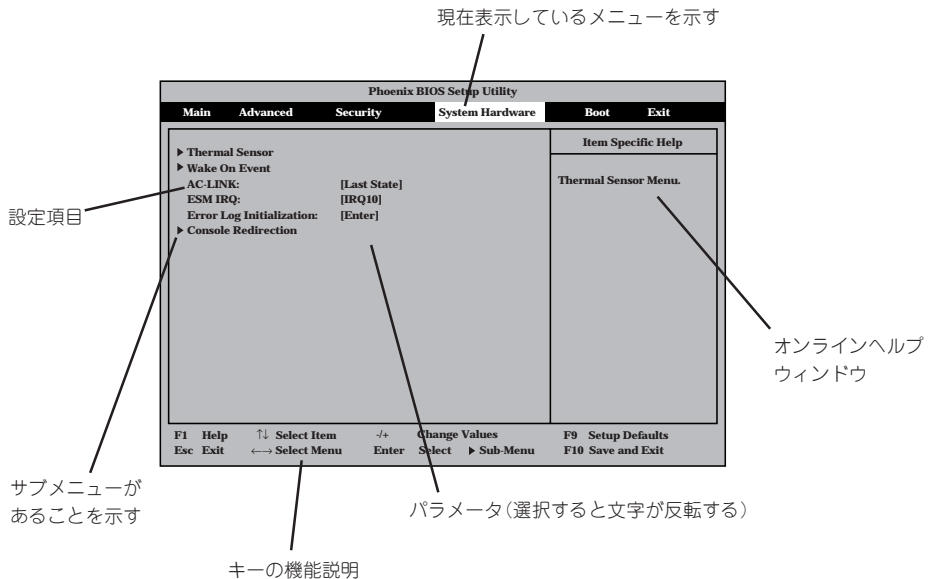 現在表示しているメニューを示す
Phoenix BIOS Setup Utility
Main Advanced Security System Hardware Boot Exit
Item Specific Help
▶ Thermal Sensor
▶ Wake On Event
AC-LINK: [Last State]
ESM IRQ: [IRQ10]
Error Log Initialization: [Enter]
▶ Console Redirection
Thermal Sensor Menu.
設定項目
オンラインヘルプ
ウィンドウ
F1 Help ↑↓ Select Item -/+ Change Values F9 Setup Defaults
Esc Exit ←→ Select Menu Enter Select ▶ Sub-Menu F10 Save and Exit
サブメニューが
あることを示す
パラメータ(選択すると文字が反転する)
キーの機能説明